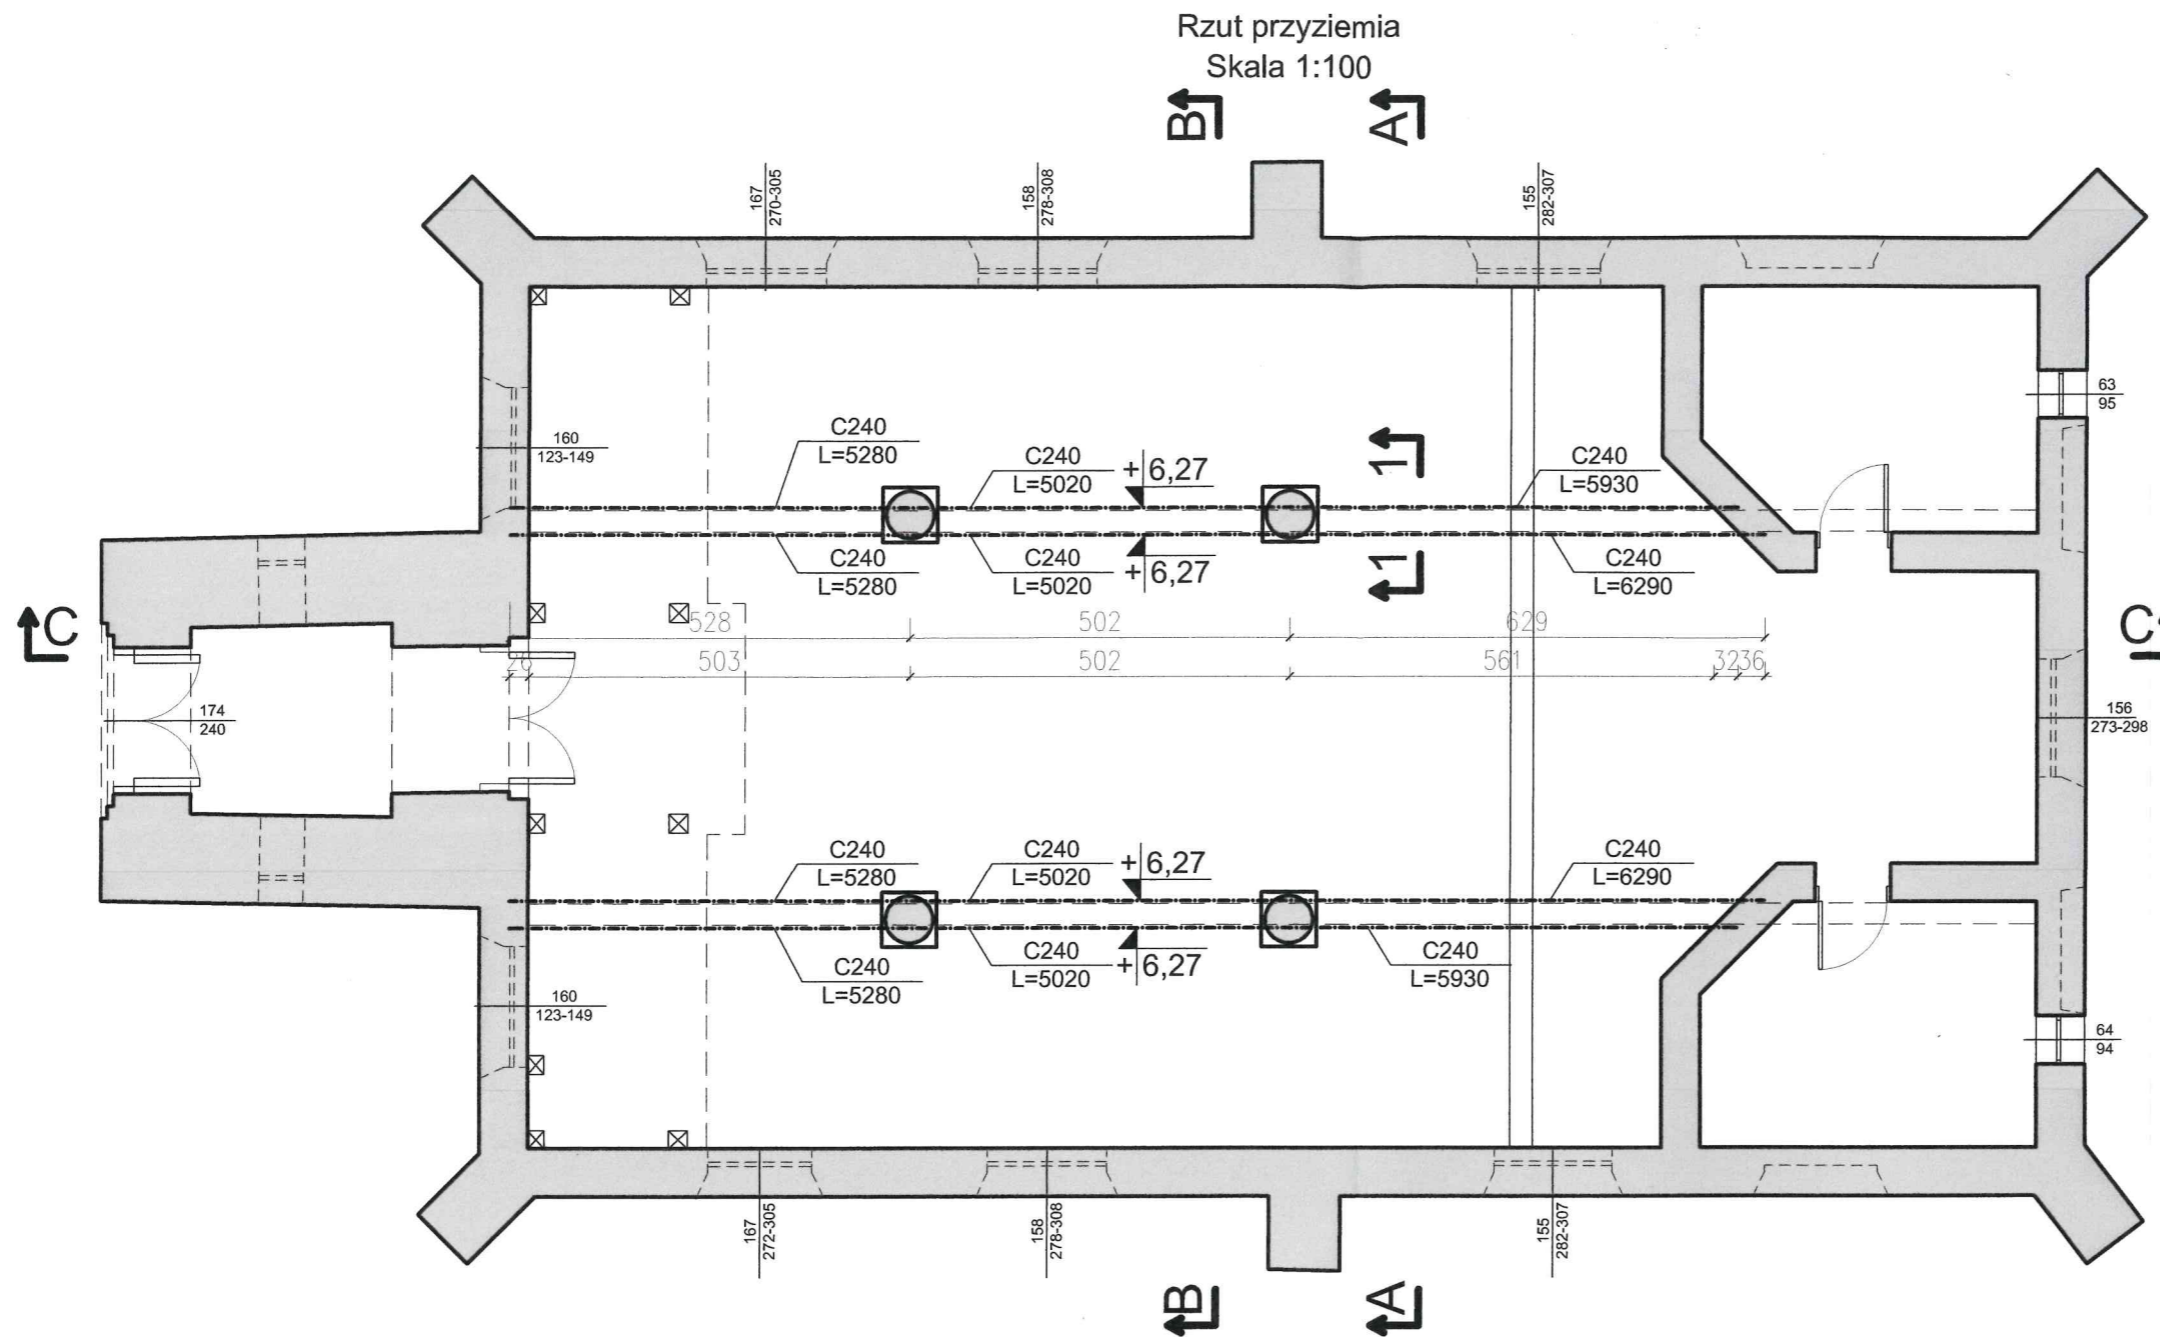 Rzut przyziemia
Skala 1:100
B
A
167
270-305
158
278-308
155
282-307
63
95
C240
L=5280
C240
L=5020
+6,27
1
C240
L=5930
160
123-149
C240
L=5280
C240
L=5020
+6,27
1
C240
L=6290
C
528
502
629
C
26
503
502
561
32
36
174
240
156
273-298
C240
L=5280
C240
L=5020
+6,27
C240
L=6290
C240
L=5280
C240
L=5020
+6,27
C240
L=5930
160
123-149
64
94
167
272-305
158
278-308
155
282-307
B
A